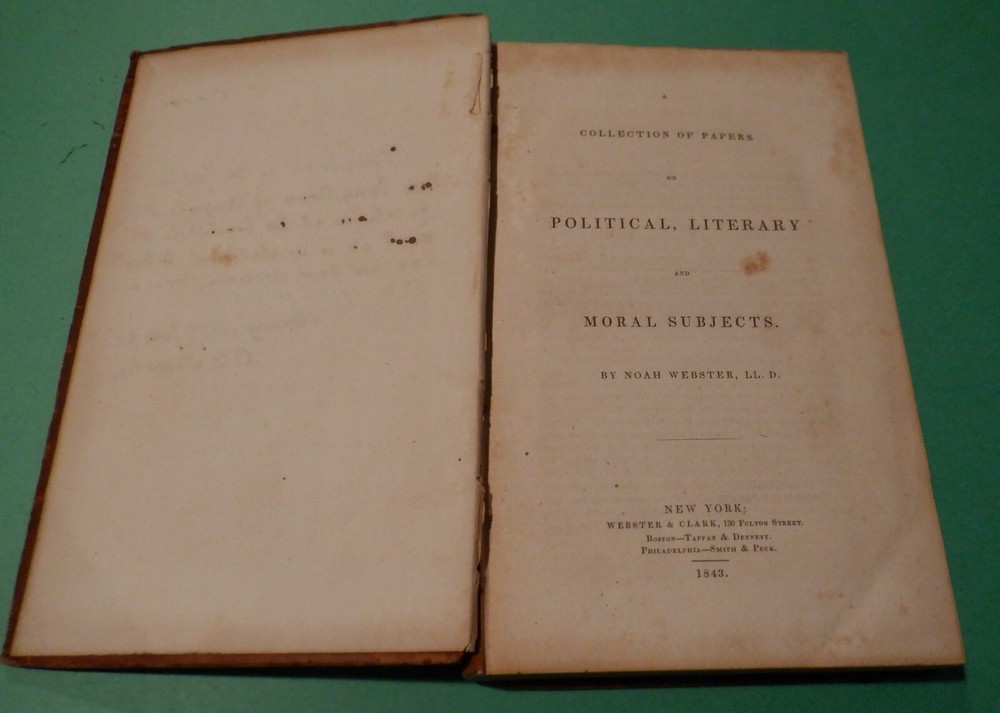 COLLECTION OF PAPERS
ON
POLITICAL, LITERARY
AND
MORAL SUBJECTS.
BY NOAH WEBSTER, LL. D.
NEW YORK;
WEBSTER & CLARK, 130 FULTON STREET.
BOSTON—TAPPAN & DENNETT.
PHILADELPHIA—SMITH & PECK.
1843.